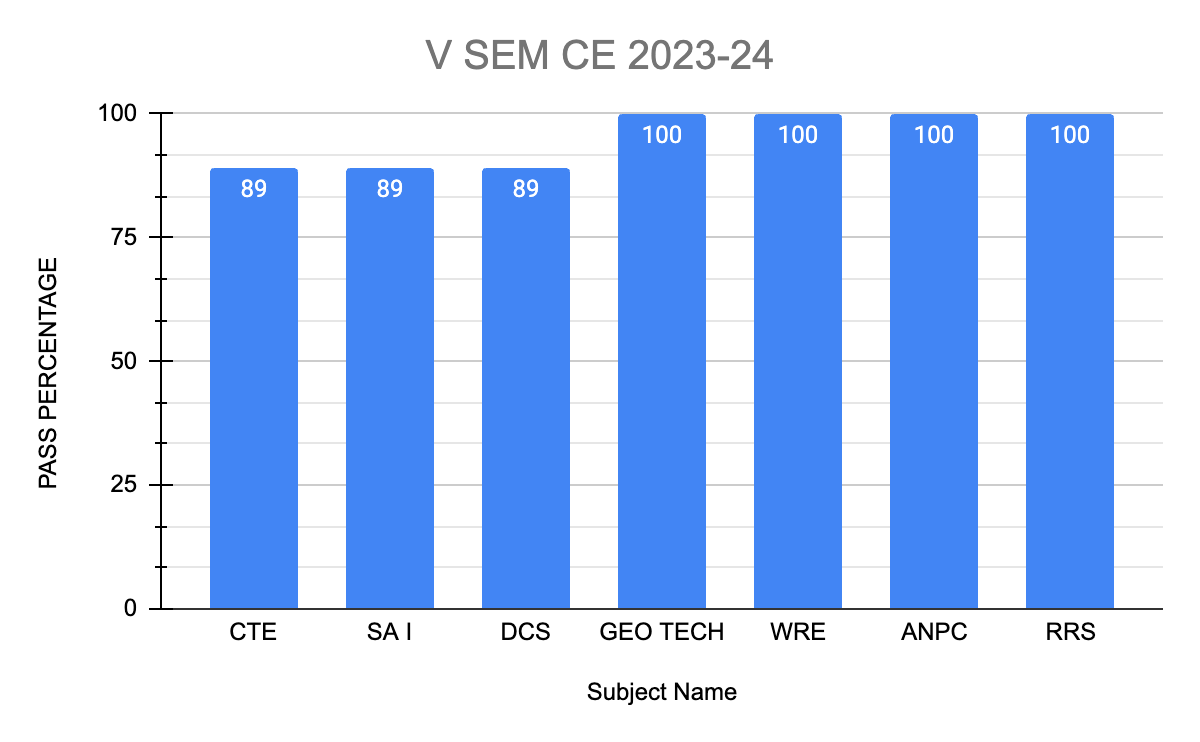 V SEM CE 2023-24
PASS PERCENTAGE
100
75
50
25
0
89
89
89
100
100
100
100
CTE
SA I
DCS
GEO TECH
WRE
ANPC
RRS
Subject Name